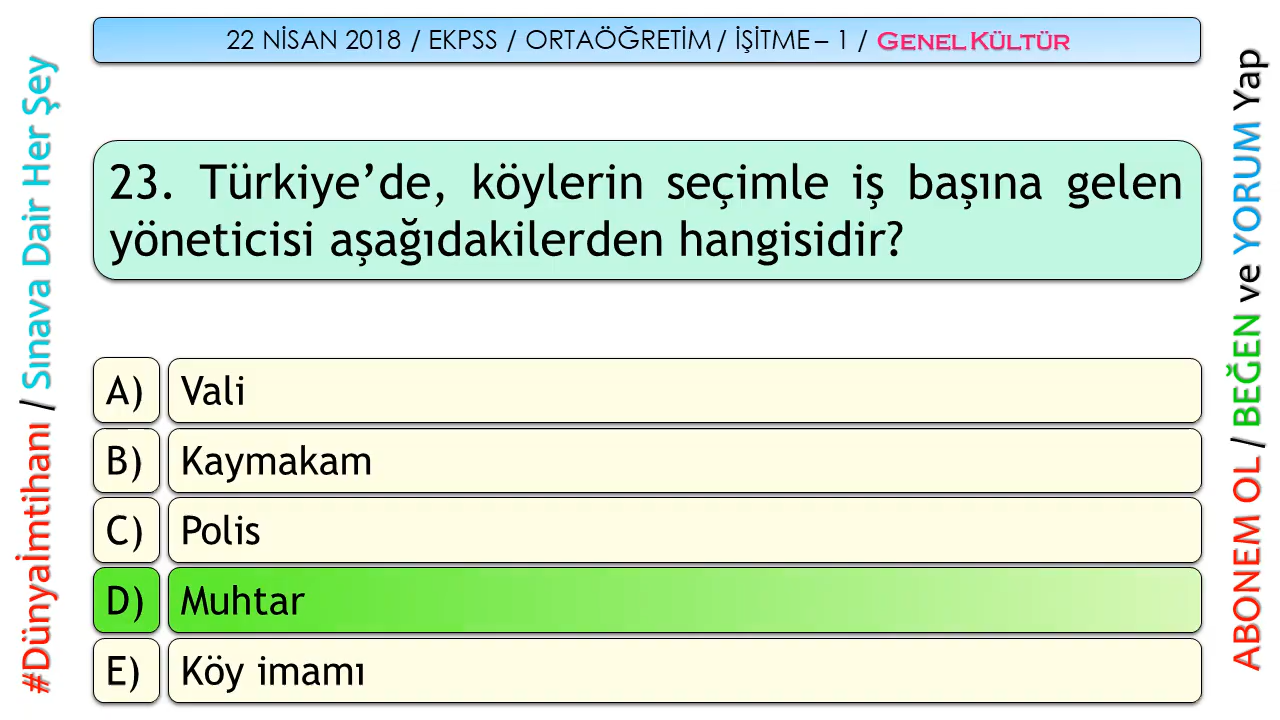 22 NİSAN 2018 / EKPSS / ORTAÖĞRETİM / İŞİTME – 1 / GENEL KÜLTÜR
23. Türkiye’de, köylerin seçimle iş başına gelen
yöneticisi aşağıdakilerden hangisidir?
A) Vali
B) Kaymakam
C) Polis
D) Muhtar
E) Köy imamı
#Dünyaİmtihanı / Sınava Dair Her Şey
ABONEM OL / BEĞEN ve YORUM Yap